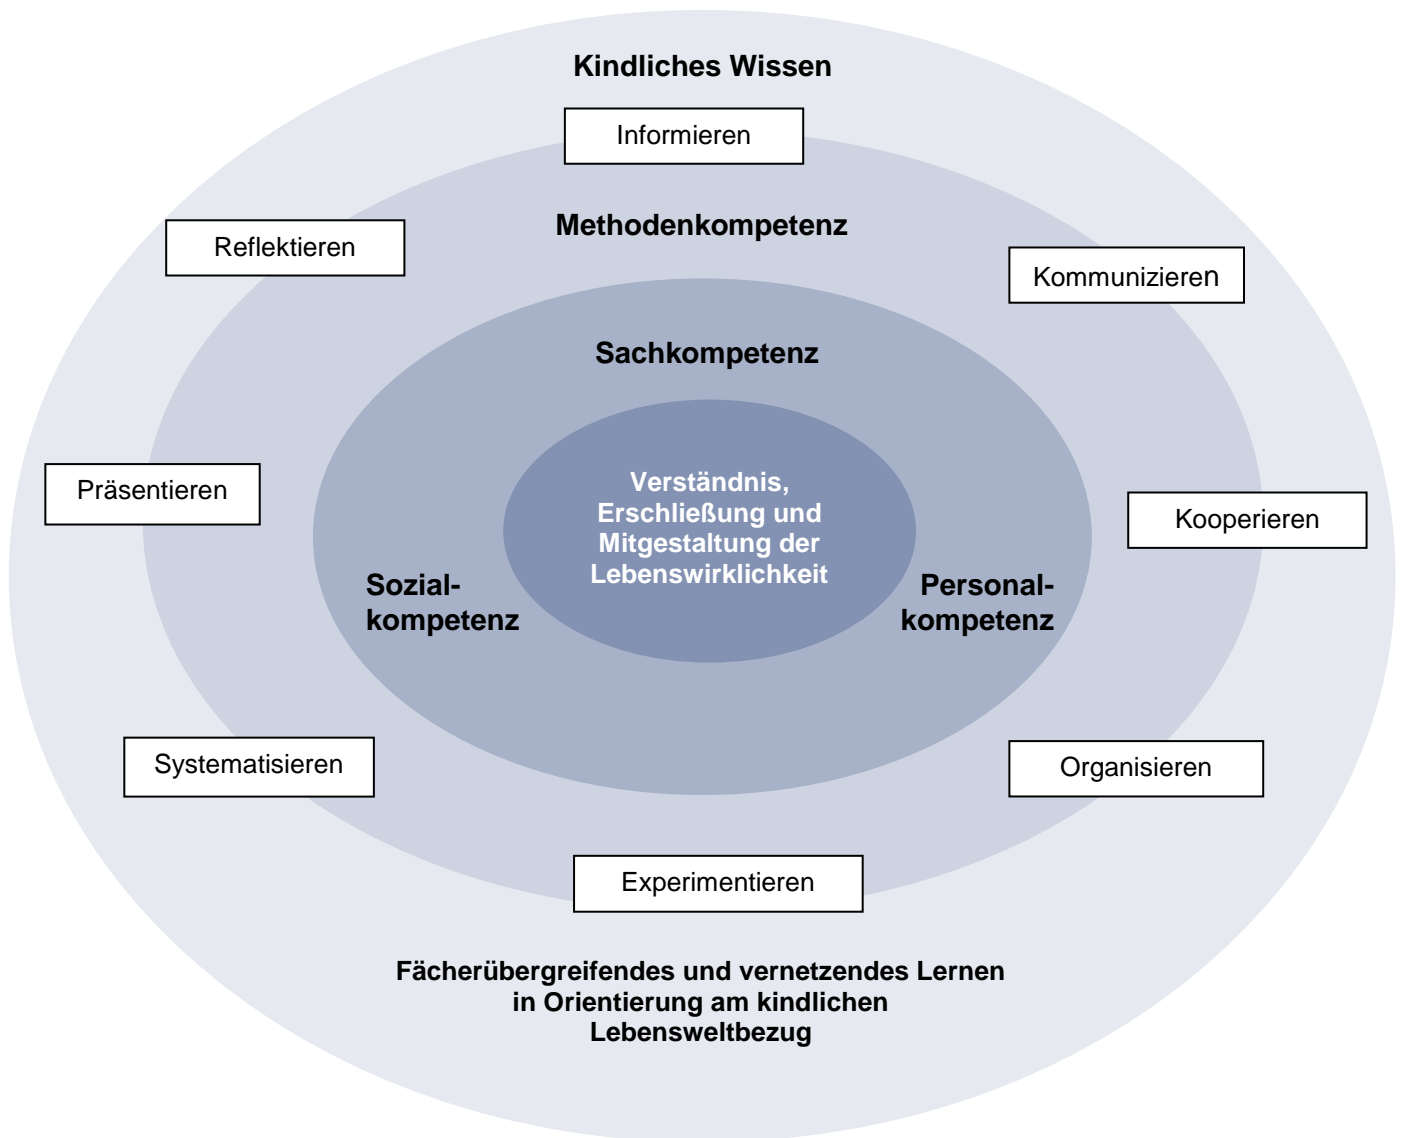 Kindliches Wissen
Informieren
Methodenkompetenz
Reflektieren
Kommunizieren
Sachkompetenz
Verständnis,
Erschließung und
Mitgestaltung der
Lebenswirklichkeit
Präsentieren
Kooperieren
Sozial-
kompetenz
Personal-
kompetenz
Systematisieren
Organisieren
Experimentieren
Fächerübergreifendes und vernetzendes Lernen
in Orientierung am kindlichen
Lebensweltbezug